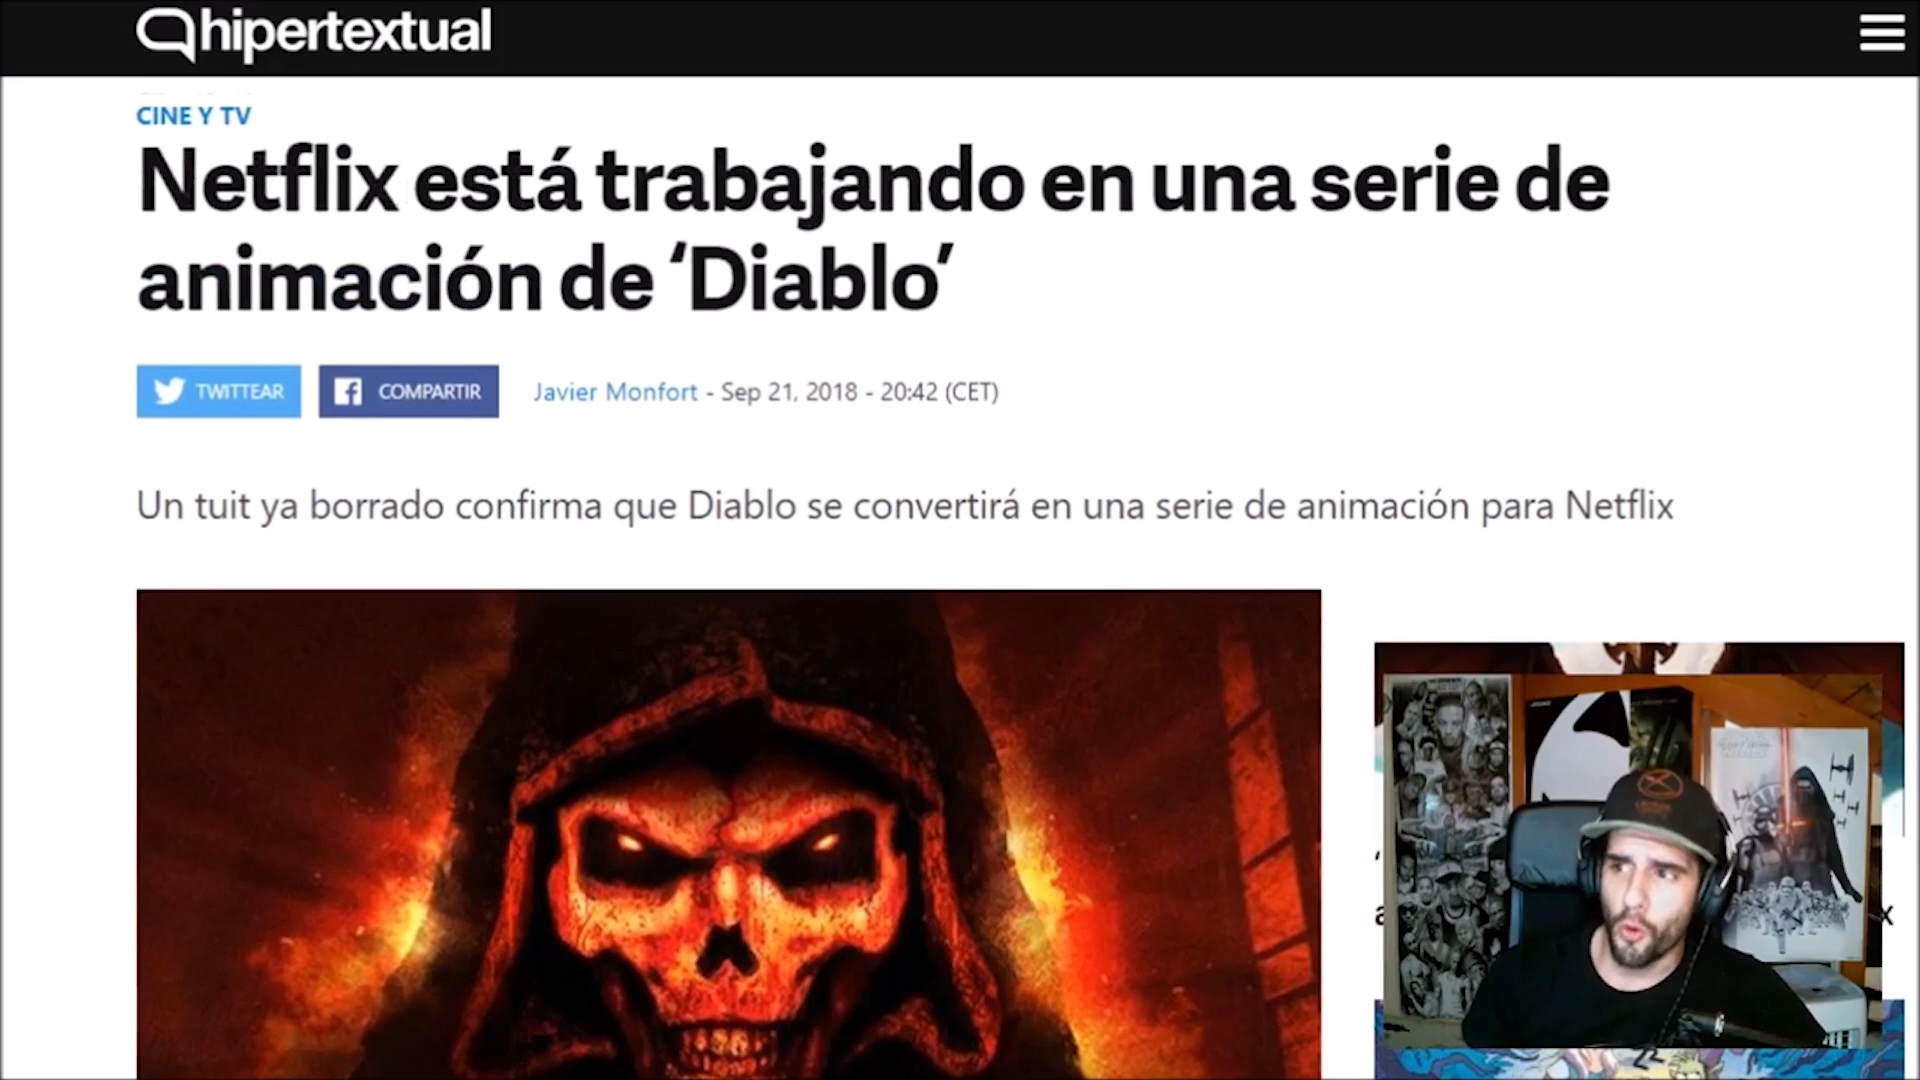 hipertextual
CINE Y TV
Netflix está trabajando en una serie de
animación de ‘Diablo’
TWITTEAR
COMPARTIR
Javier Monfort - Sep 21, 2018 - 20:42 (CET)
Un tuit ya borrado confirma que Diablo se convertirá en una serie de animación para Netflix